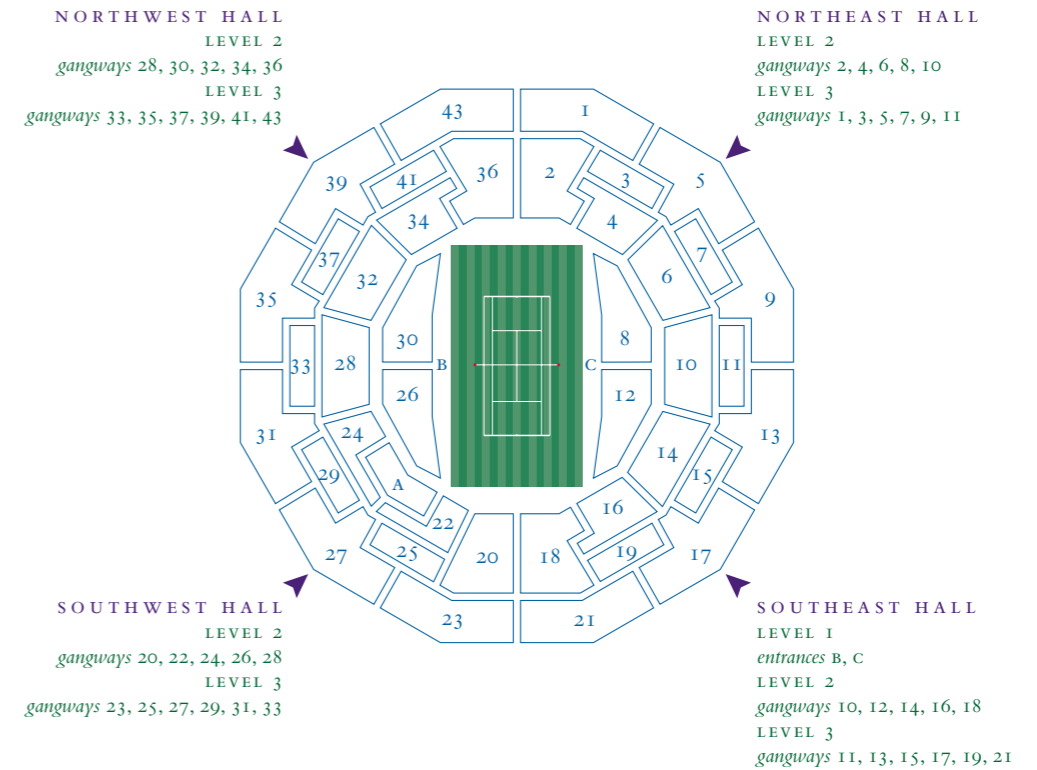 NORTHWEST HALL
LEVEL 2
gangways 28, 30, 32, 34, 36
LEVEL 3
gangways 33, 35, 37, 39, 41, 43
NORTHEAST HALL
LEVEL 2
gangways 2, 4, 6, 8, 10
LEVEL 3
gangways 1, 3, 5, 7, 9, 11
43
1
39
41
36
2
3
5
34
4
37
32
6
7
35
9
30
8
33
28
B
C
10
11
26
12
31
24
14
13
29
A
15
22
16
27
25
20
18
19
17
23
21
SOUTHWEST HALL
LEVEL 2
gangways 20, 22, 24, 26, 28
LEVEL 3
gangways 23, 25, 27, 29, 31, 33
SOUTHEAST HALL
LEVEL 1
entrances B, C
LEVEL 2
gangways 10, 12, 14, 16, 18
LEVEL 3
gangways 11, 13, 15, 17, 19, 21